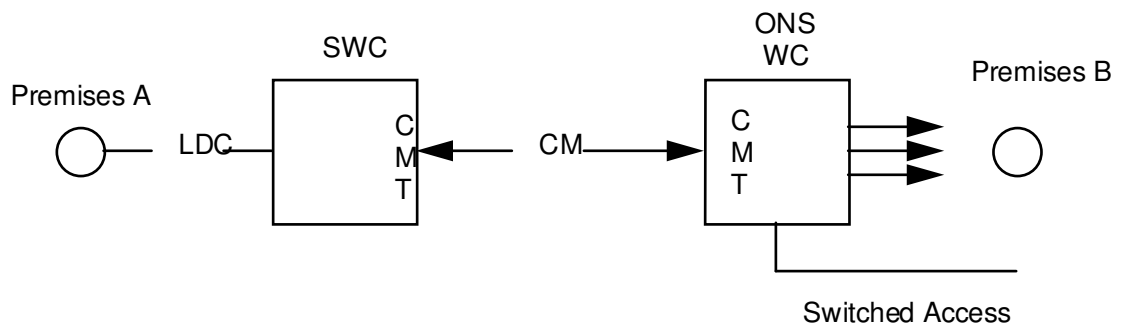 ONS
SWC
WC
Premises B
Premises A
C
M
T
C
M
T
LDC
CM
Switched Access